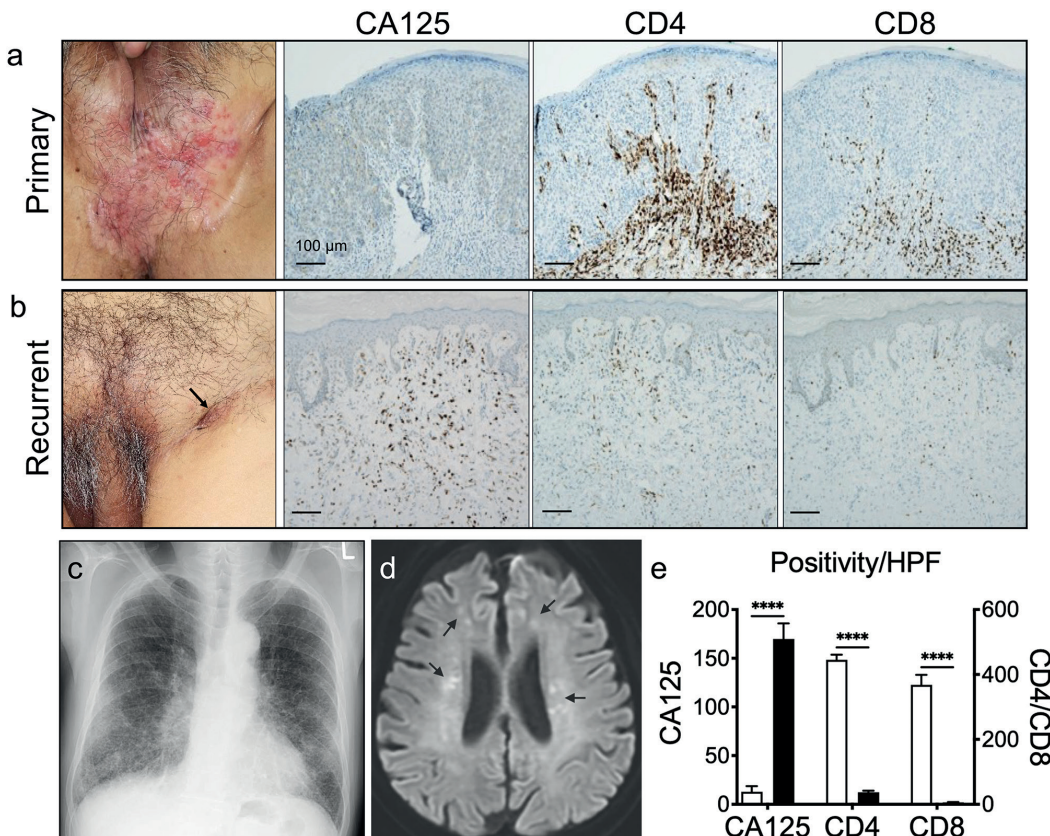 CA125 CD4 CD8
a
Primary
100 μm
b
Recurrent
c
L
d
e
Positivity/HPF
**** **** ****
200
150
100
50
0
CA125
600
400
200
0
CD4/CD8
CA125 CD4 CD8